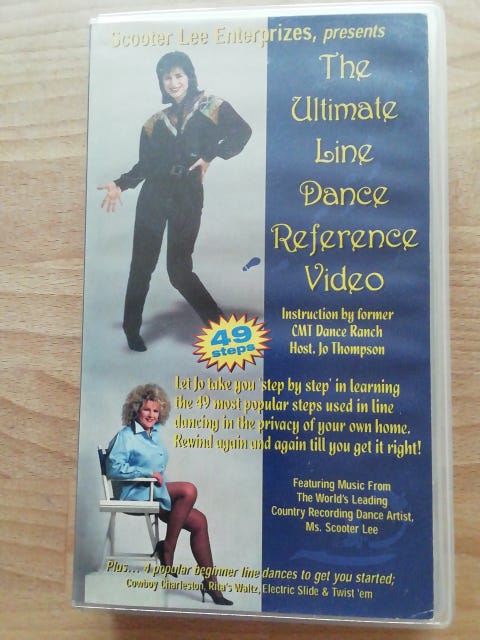 Scooter Lee Enterprizes, presents
The
Ultimate
Line
Dance
Reference
Video
Instruction by former
CMT Dance Ranch
Host, Jo Thompson
49
steps
Let Jo take you 'step by step' in learning
the 49 most popular steps used in line
dancing in the privacy of your own home.
Rewind again and again till you get it right!
Featuring Music From
The World's Leading
Country Recording Dance Artist,
Ms. Scooter Lee
Plus... 4 popular beginner line dances to get you started;
Cowboy Charleston, Rita's Waltz, Electric Slide & Twist 'em